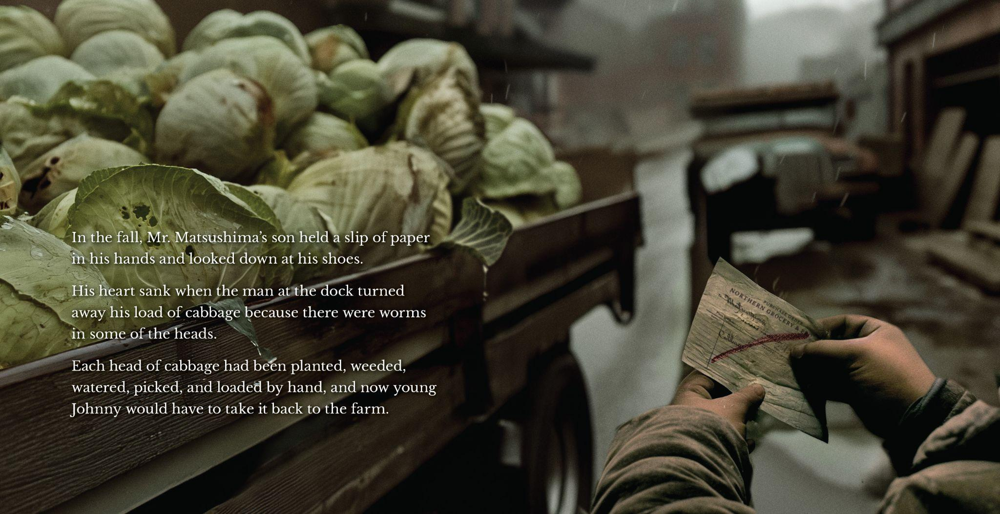 In the fall, Mr. Matsushima’s son held a slip of paper
in his hands and looked down at his shoes.
His heart sank when the man at the dock turned
away his load of cabbage because there were worms
in some of the heads.
Each head of cabbage had been planted, weeded,
watered, picked, and loaded by hand, and now young
Johnny would have to take it back to the farm.
PURCHASE ORDER
NORTHERN GROCERY &